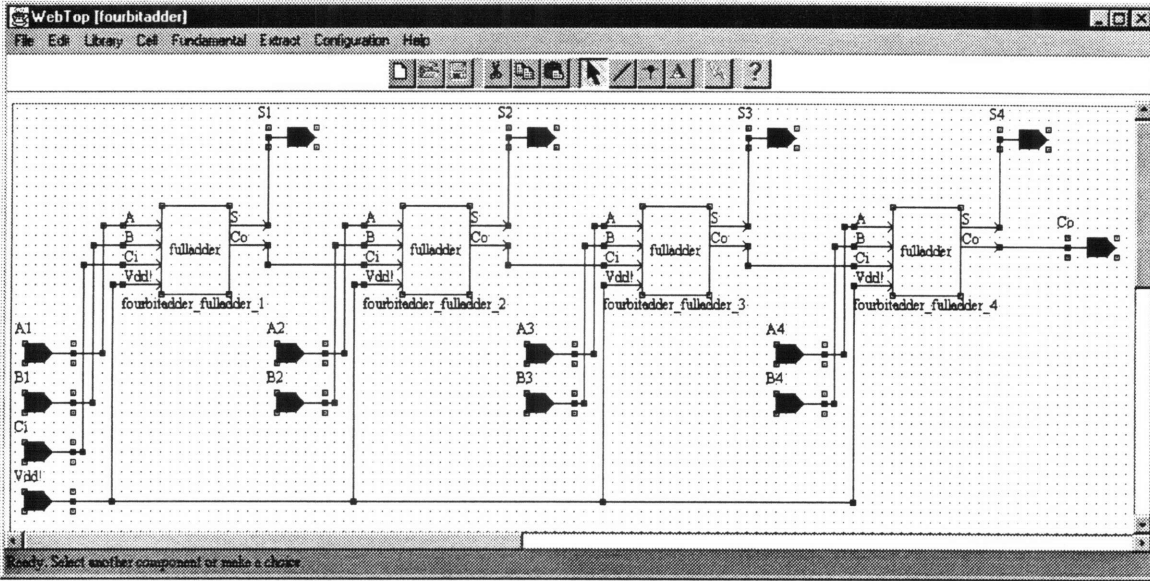 WebTop [fourbitadder]
File Edit Library Cell Fundamental Extract Configuration Help
A
?
S1 S2 S3 S4
A S A S A S A S
B Co B Co B Co B Co
fulladder fulladder fulladder fulladder
Ci Ci Ci Ci
Vdd! Vdd! Vdd! Vdd!
Co
fourbitadder_fulladder_1 fourbitadder_fulladder_2 fourbitadder_fulladder_3 fourbitadder_fulladder_4
A1 A2 A3 A4
B1 B2 B3 B4
Ci
Vdd!
Ready. Select another component or make a choice